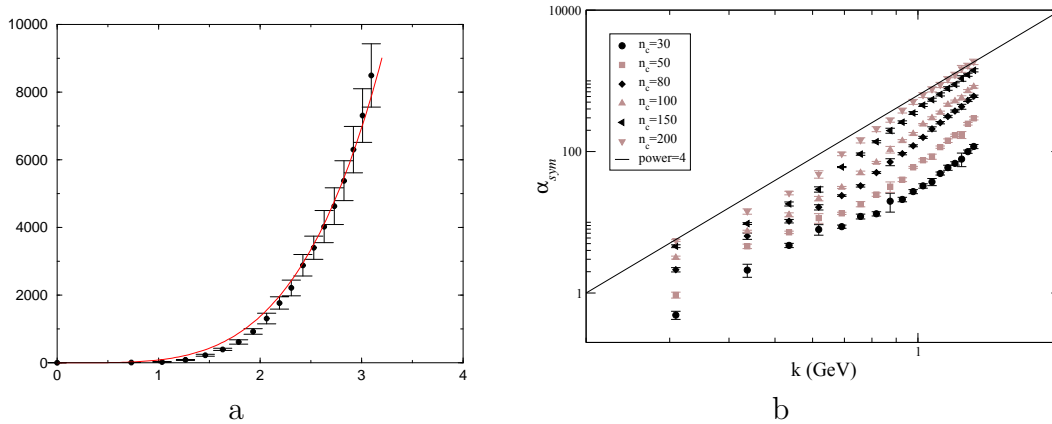 10000
8000
6000
4000
2000
0
0 1 2 3 4
a
10000
100
1
α_sym
n_c=30
n_c=50
n_c=80
n_c=100
n_c=150
n_c=200
power=4
1
k (GeV)
b